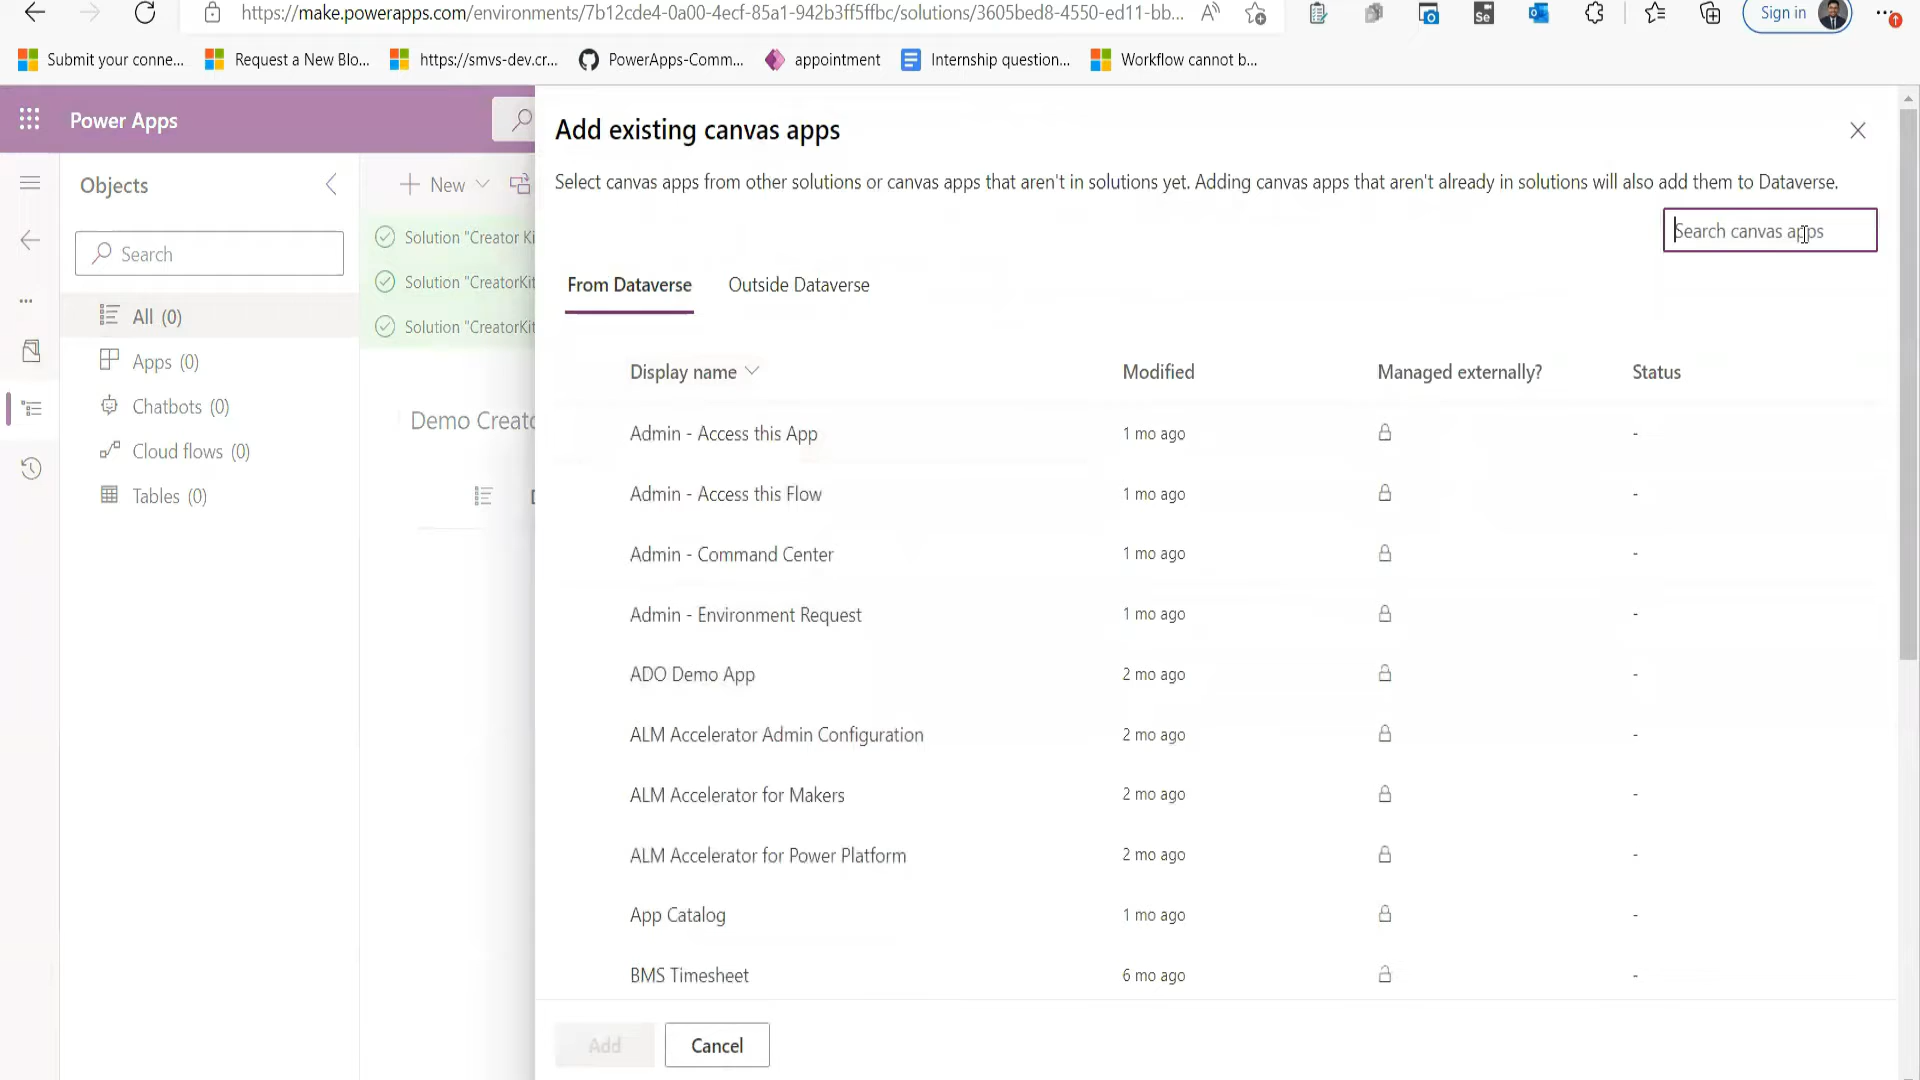 https://make.powerapps.com/environments/7b12cde4-0a00-4ecf-85a1-942b3ff5ffbc/solutions/3605bed8-4550-ed11-bb...
Sign in
Submit your conne...
Request a New Blo...
https://smvs-dev.cr...
PowerApps-Comm...
appointment
Internship question...
Workflow cannot b...
Power Apps
Objects
Search
All (0)
Apps (0)
Chatbots (0)
Cloud flows (0)
Tables (0)
New
Solution "Creator Ki
Solution "CreatorKit
Solution "CreatorKit
Demo Creato
Add existing canvas apps
Select canvas apps from other solutions or canvas apps that aren't in solutions yet. Adding canvas apps that aren't already in solutions will also add them to Dataverse.
Search canvas apps
From Dataverse Outside Dataverse
Display name Modified Managed externally? Status
Admin - Access this App 1 mo ago -
Admin - Access this Flow 1 mo ago -
Admin - Command Center 1 mo ago -
Admin - Environment Request 1 mo ago -
ADO Demo App 2 mo ago -
ALM Accelerator Admin Configuration 2 mo ago -
ALM Accelerator for Makers 2 mo ago -
ALM Accelerator for Power Platform 2 mo ago -
App Catalog 1 mo ago -
BMS Timesheet 6 mo ago -
Add Cancel